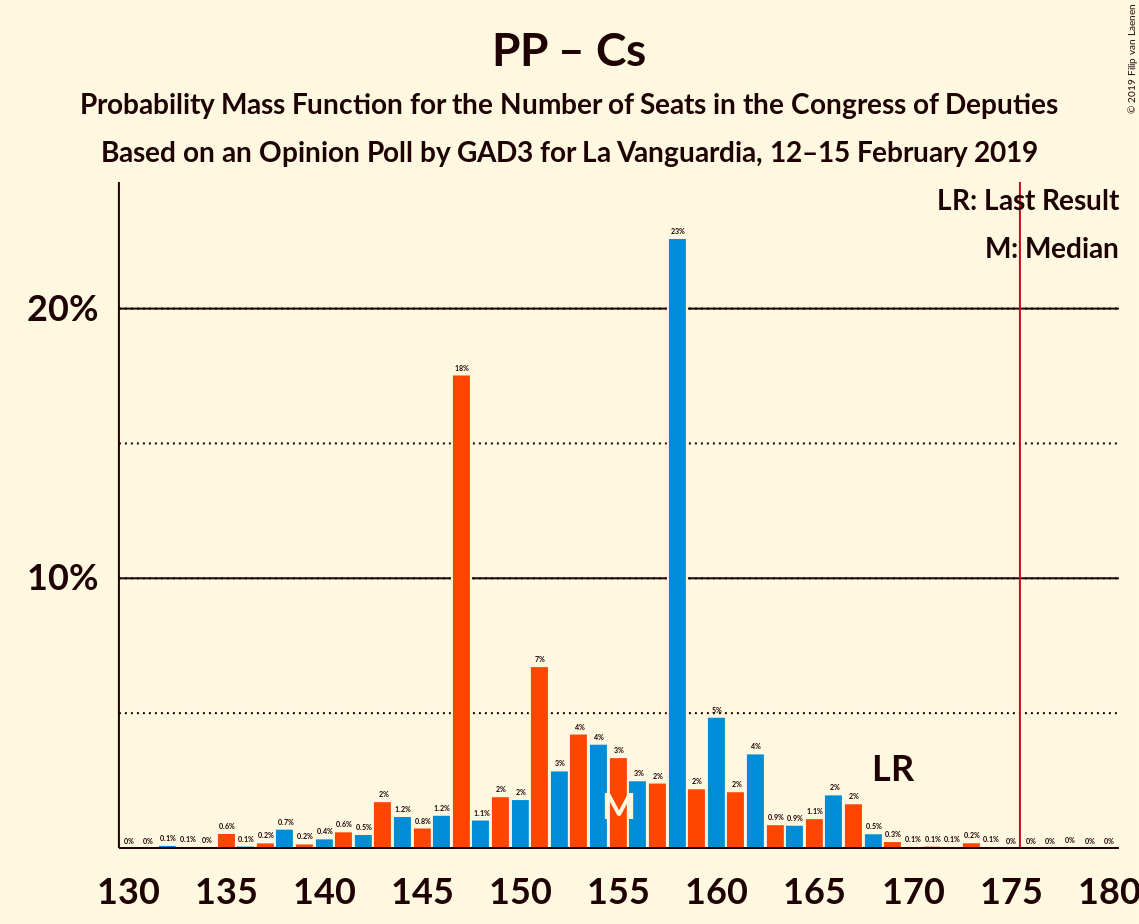 PP – Cs
Probability Mass Function for the Number of Seats in the Congress of Deputies
Based on an Opinion Poll by GAD3 for La Vanguardia, 12–15 February 2019
© 2019 Filip van Laenen
LR: Last Result
M: Median
23%
20%
18%
10%
7%
5%
4% 4% 4%
3% 3% 3%
LR
2% 2% 2% 2% 2% 2% 2% 2% 2%
M
0% 0% 0.1% 0.1% 0% 0.6% 0.1% 0.2% 0.7% 0.2% 0.4% 0.6% 0.5% 1.2% 0.8% 1.2% 1.1% 0.9% 0.9% 1.1% 0.5% 0.3% 0.1% 0.1% 0.1% 0.2% 0.1% 0% 0% 0% 0% 0% 0%
130 135 140 145 150 155 160 165 170 175 180